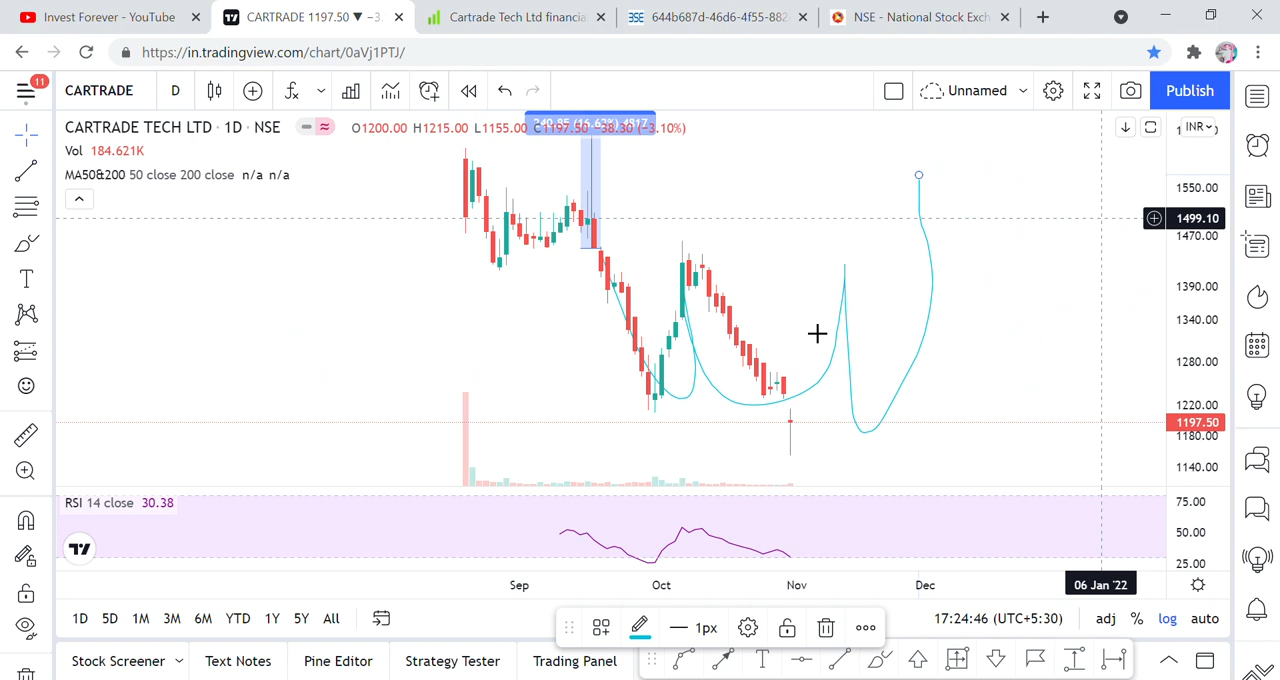 Invest Forever - YouTube
CARTRADE 1197.50 ▼ −3.
Cartrade Tech Ltd financia
644b687d-46d6-4f55-882
NSE - National Stock Exch
https://in.tradingview.com/chart/0aVj1PTJ/
11
CARTRADE
D
Unnamed
Publish
CARTRADE TECH LTD · 1D · NSE
O1200.00 H1215.00 L1155.00 C1197.50 −38.30 (−3.10%)
INR
Vol 184.621K
MA50&200 50 close 200 close n/a n/a
1550.00
1499.10
1470.00
1390.00
1340.00
1280.00
1220.00
1197.50
1180.00
1140.00
RSI 14 close 30.38
75.00
50.00
25.00
Sep
Oct
Nov
Dec
06 Jan '22
1D 5D 1M 3M 6M YTD 1Y 5Y All
1px
17:24:46 (UTC+5:30)
adj % log auto
Stock Screener
Text Notes
Pine Editor
Strategy Tester
Trading Panel